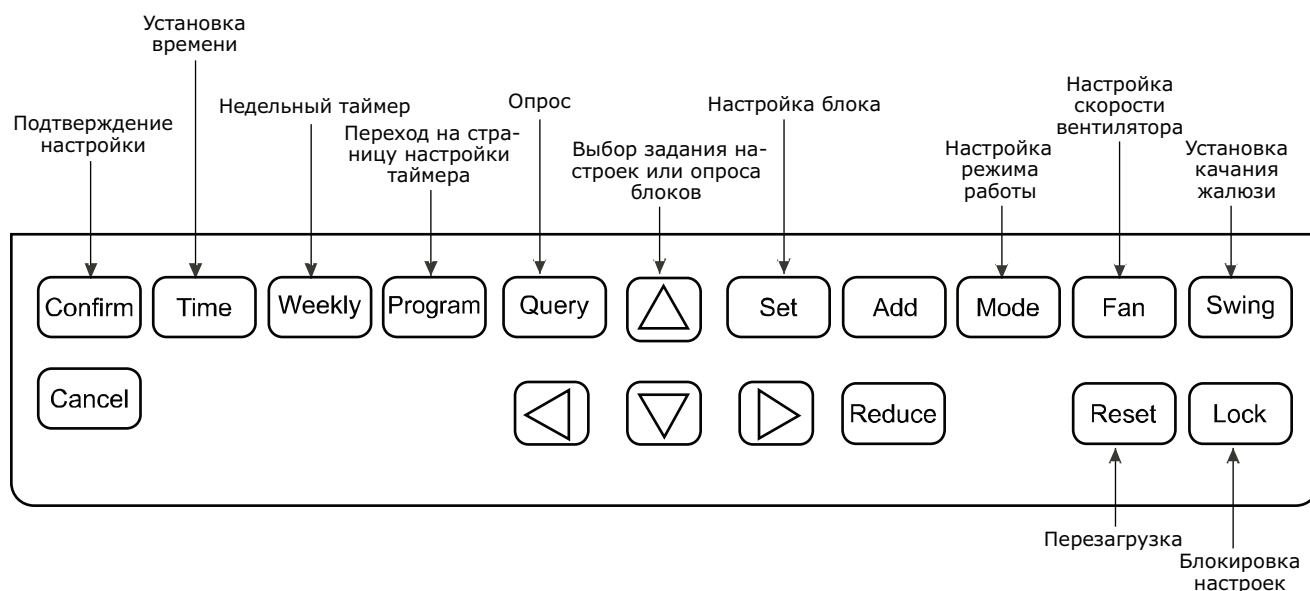 Установка
времени
Недельный таймер
Опрос
Настройка блока
Настройка
скорости
вентилятора
Подтверждение
настройки
Переход на стра-
ницу настройки
таймера
Выбор задания на-
строек или опроса
блоков
Настройка
режима
работы
Установка
качания
жалюзи
Confirm
Time
Weekly
Program
Query
Set
Add
Mode
Fan
Swing
Cancel
Reduce
Reset
Lock
Перезагрузка
Блокировка
настроек